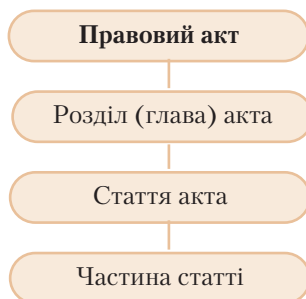 Правовий акт
Розділ (глава) акта
Стаття акта
Частина статті